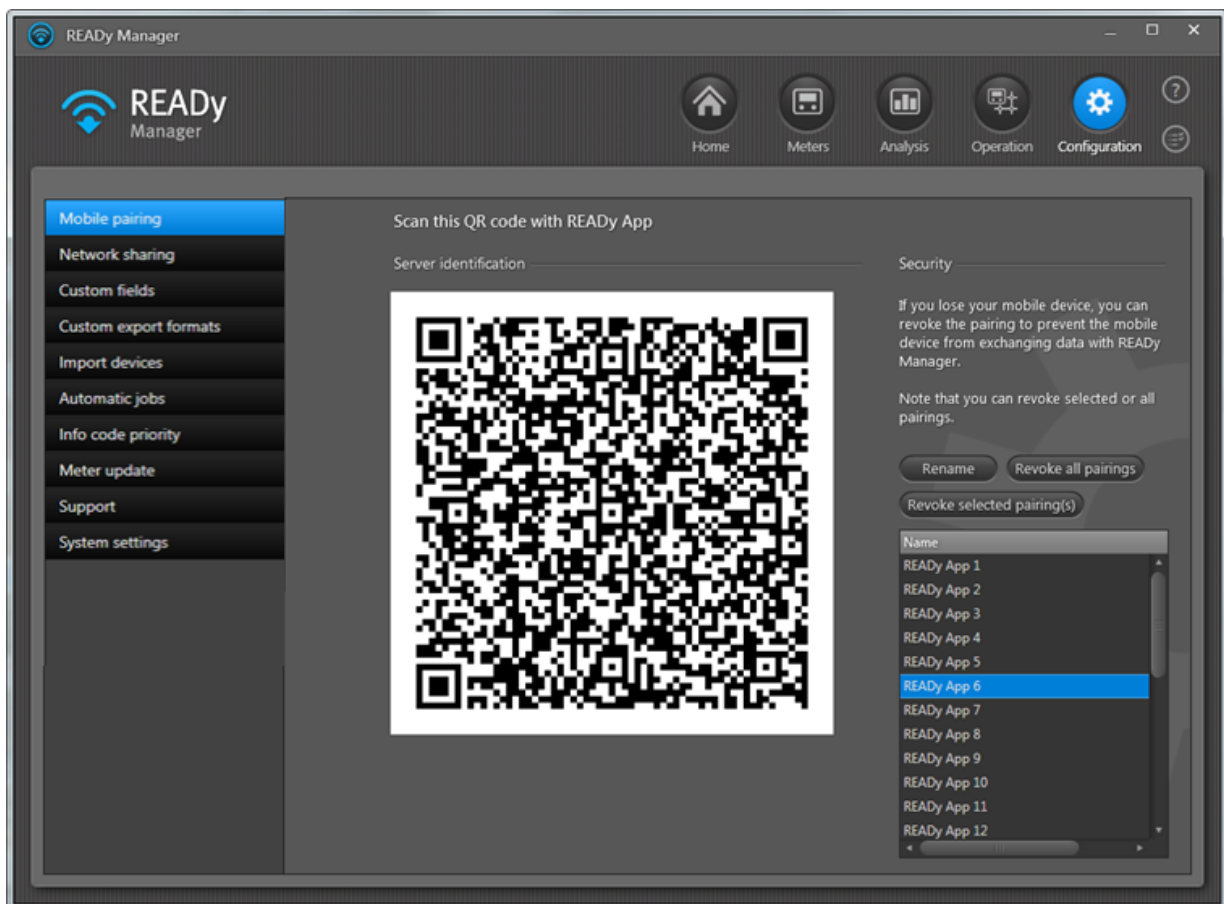 READy Manager
READy
Manager
Home
Meters
Analysis
Operation
Configuration
?
Mobile pairing
Network sharing
Custom fields
Custom export formats
Import devices
Automatic jobs
Info code priority
Meter update
Support
System settings
Scan this QR code with READy App
Server identification
Security
If you lose your mobile device, you can
revoke the pairing to prevent the mobile
device from exchanging data with READy
Manager.
Note that you can revoke selected or all
pairings.
Rename
Revoke all pairings
Revoke selected pairing(s)
Name
READy App 1
READy App 2
READy App 3
READy App 4
READy App 5
READy App 6
READy App 7
READy App 8
READy App 9
READy App 10
READy App 11
READy App 12